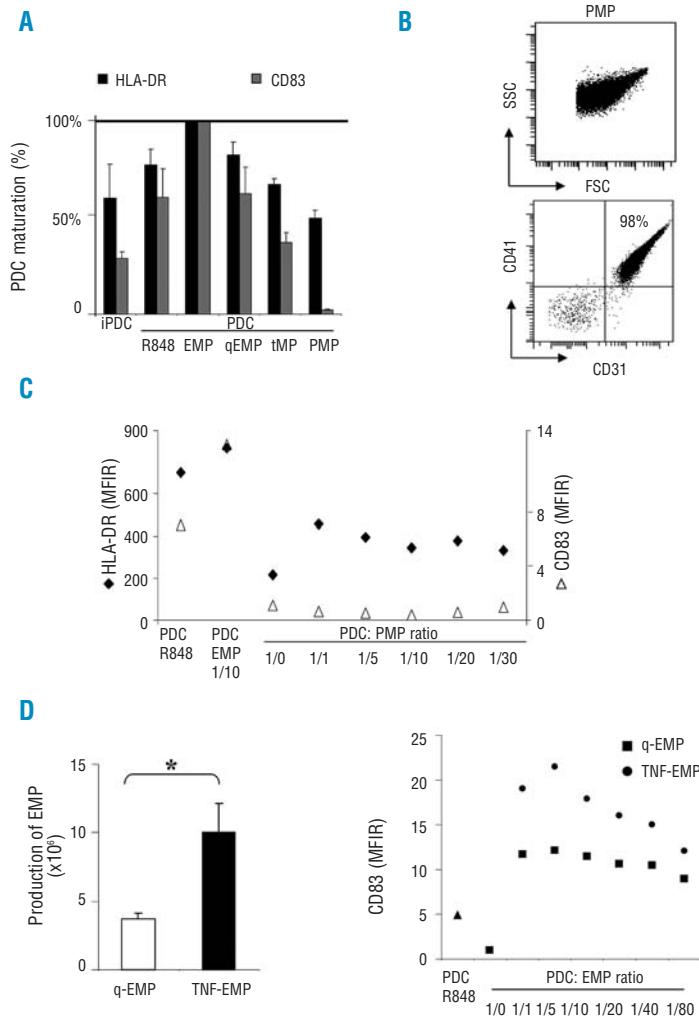 A
HLA-DR
CD83
PDC maturation (%)
100%
50%
0
iPDC
PDC
R848
EMP
qEMP
tMP
PMP
B
PMP
SSC
FSC
98%
CD41
CD31
C
HLA-DR (MFIR)
900
600
400
200
0
14
8
4
0
CD83 (MFIR)
PDC
R848
PDC
EMP
1/10
PDC: PMP ratio
1/0
1/1
1/5
1/10
1/20
1/30
D
Production of EMP
(x10⁶)
15
10
5
0
*
q-EMP
TNF-EMP
CD83 (MFIR)
25
20
15
10
5
0
q-EMP
TNF-EMP
PDC
R848
PDC: EMP ratio
1/0
1/1
1/5
1/10
1/20
1/40
1/80